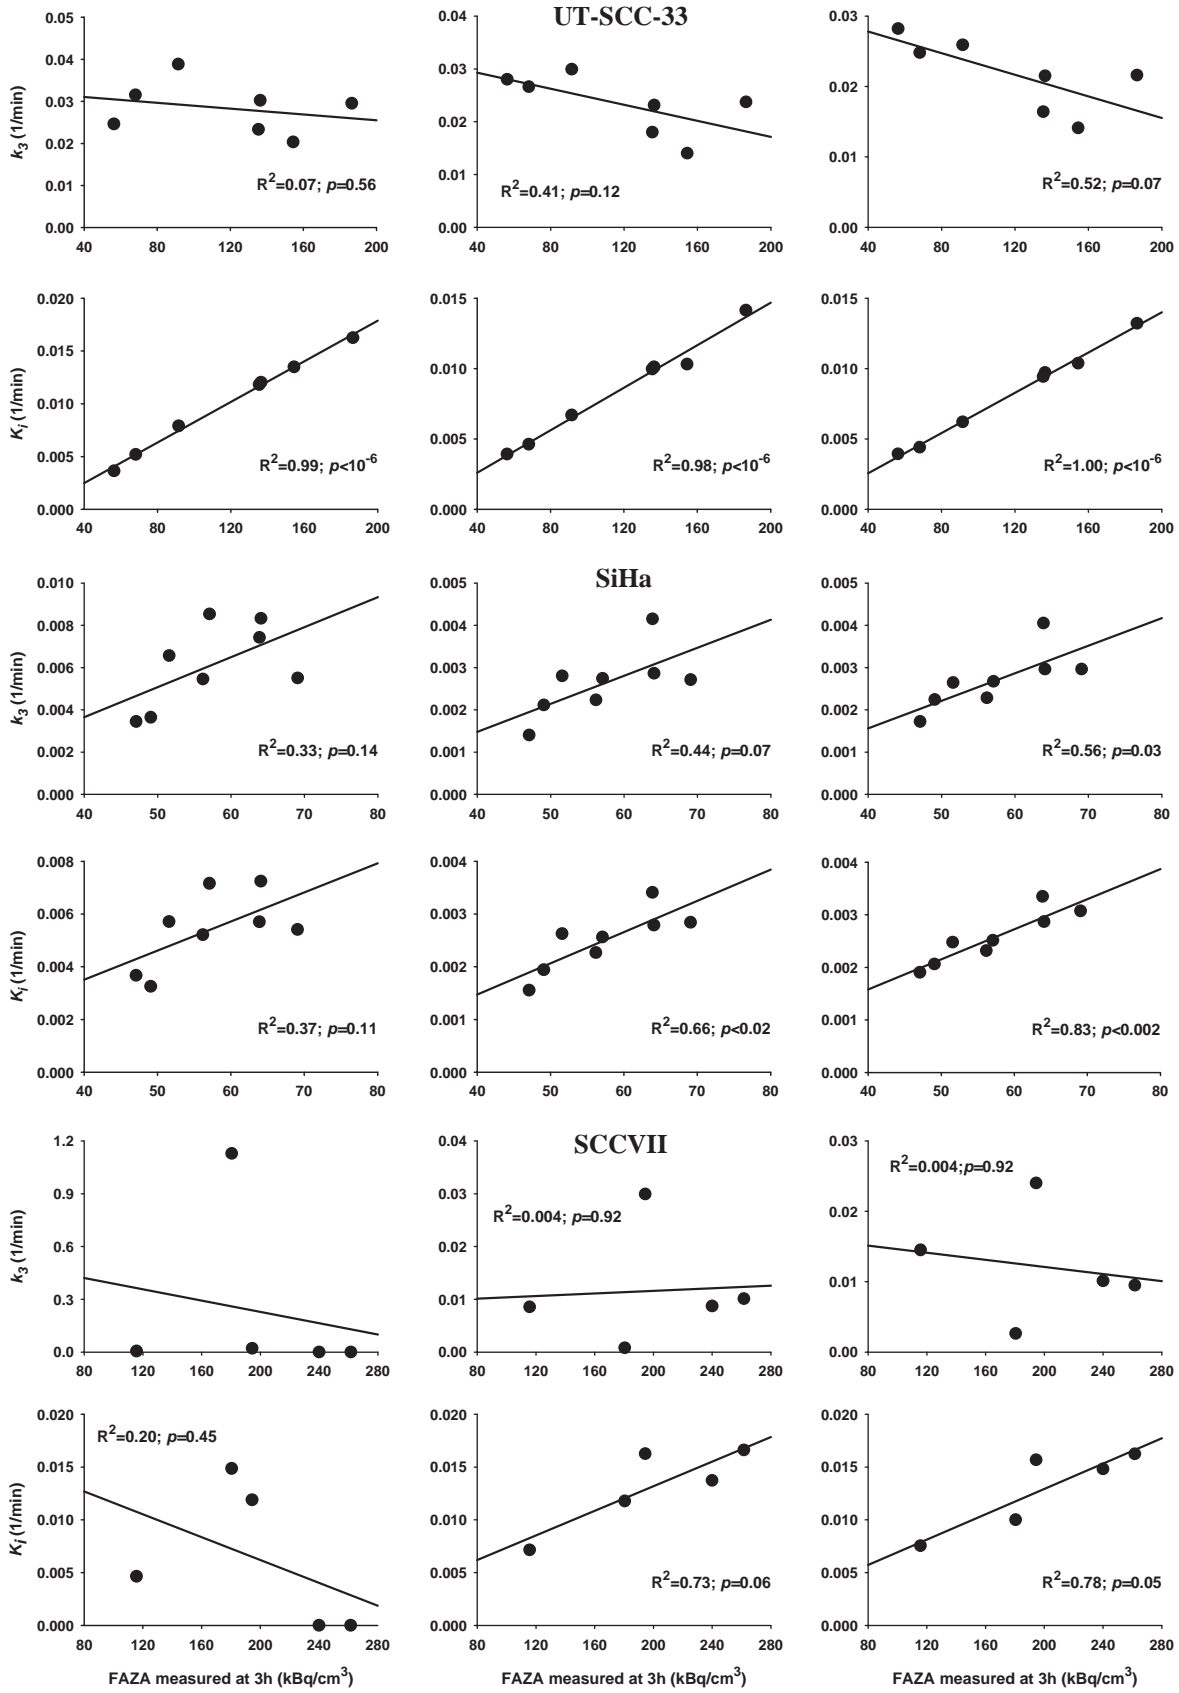 UT-SCC-33
0.05 0.04 0.03 0.02 0.01 0.00
k3 (1/min)
R2=0.07; p=0.56
40 80 120 160 200
0.04 0.03 0.02 0.01 0.00
R2=0.41; p=0.12
40 80 120 160 200
0.03 0.02 0.01 0.00
R2=0.52; p=0.07
40 80 120 160 200
0.020 0.015 0.010 0.005 0.000
Ki (1/min)
R2=0.99; p<10-6
40 80 120 160 200
0.015 0.010 0.005 0.000
R2=0.98; p<10-6
40 80 120 160 200
0.015 0.010 0.005 0.000
R2=1.00; p<10-6
40 80 120 160 200
SiHa
0.010 0.008 0.006 0.004 0.002 0.000
k3 (1/min)
R2=0.33; p=0.14
40 50 60 70 80
0.005 0.004 0.003 0.002 0.001 0.000
R2=0.44; p=0.07
40 50 60 70 80
0.005 0.004 0.003 0.002 0.001 0.000
R2=0.56; p=0.03
40 50 60 70 80
0.008 0.006 0.004 0.002 0.000
Ki (1/min)
R2=0.37; p=0.11
40 50 60 70 80
0.004 0.003 0.002 0.001 0.000
R2=0.66; p<0.02
40 50 60 70 80
0.004 0.003 0.002 0.001 0.000
R2=0.83; p<0.002
40 50 60 70 80
SCCVII
1.2 0.9 0.6 0.3 0.0
k3 (1/min)
80 120 160 200 240 280
0.04 0.03 0.02 0.01 0.00
R2=0.004; p=0.92
80 120 160 200 240 280
0.03 0.02 0.01 0.00
R2=0.004;p=0.92
80 120 160 200 240 280
0.020 0.015 0.010 0.005 0.000
Ki (1/min)
R2=0.20; p=0.45
80 120 160 200 240 280
FAZA measured at 3h (kBq/cm3)
0.020 0.015 0.010 0.005 0.000
R2=0.73; p=0.06
80 120 160 200 240 280
FAZA measured at 3h (kBq/cm3)
0.020 0.015 0.010 0.005 0.000
R2=0.78; p=0.05
80 120 160 200 240 280
FAZA measured at 3h (kBq/cm3)